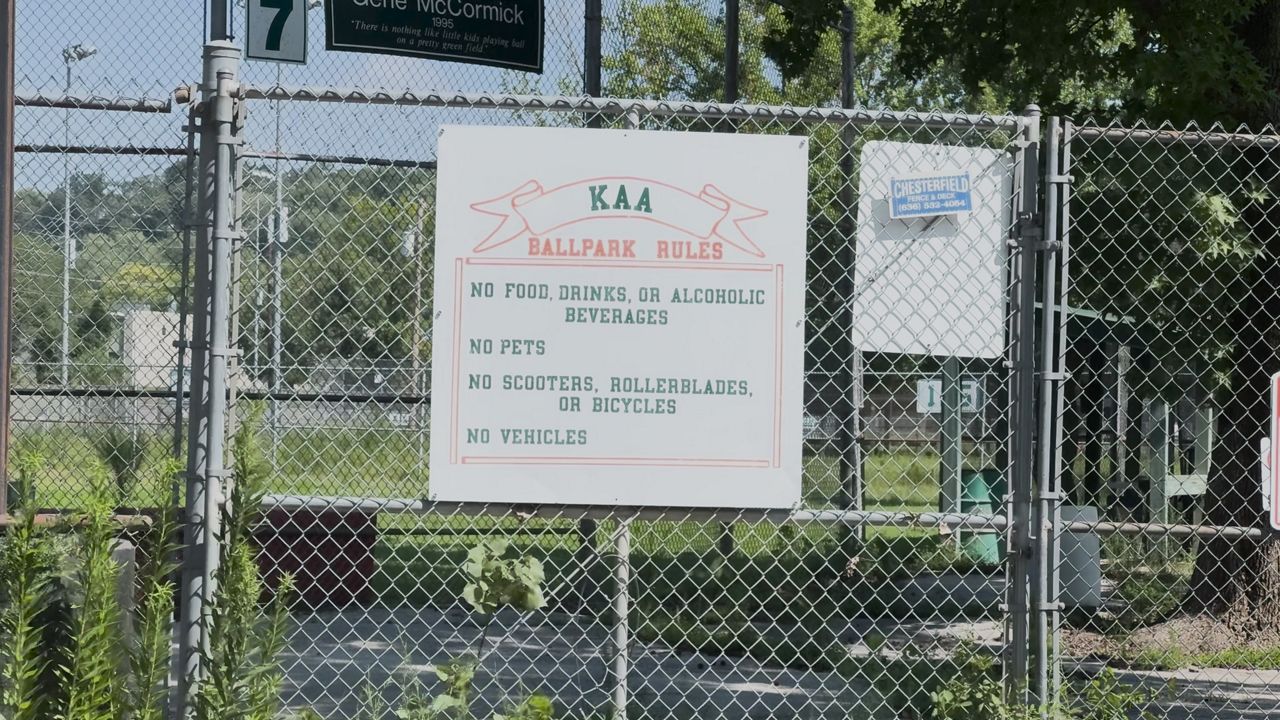 7
Gene McCormick
1995
"There is nothing like little kids playing ball
on a pretty green field"
KAA
BALLPARK RULES
NO FOOD, DRINKS, OR ALCOHOLIC
BEVERAGES
NO PETS
NO SCOOTERS, ROLLERBLADES,
OR BICYCLES
NO VEHICLES
CHESTERFIELD
FENCE & DECK
(636) 532-4054
1 5